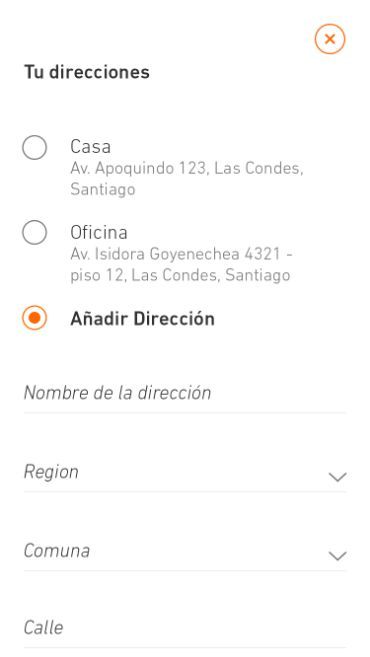 Tu direcciones
Casa
Av. Apoquindo 123, Las Condes,
Santiago
Oficina
Av. Isidora Goyenechea 4321 -
piso 12, Las Condes, Santiago
Añadir Dirección
Nombre de la dirección
Region
Comuna
Calle